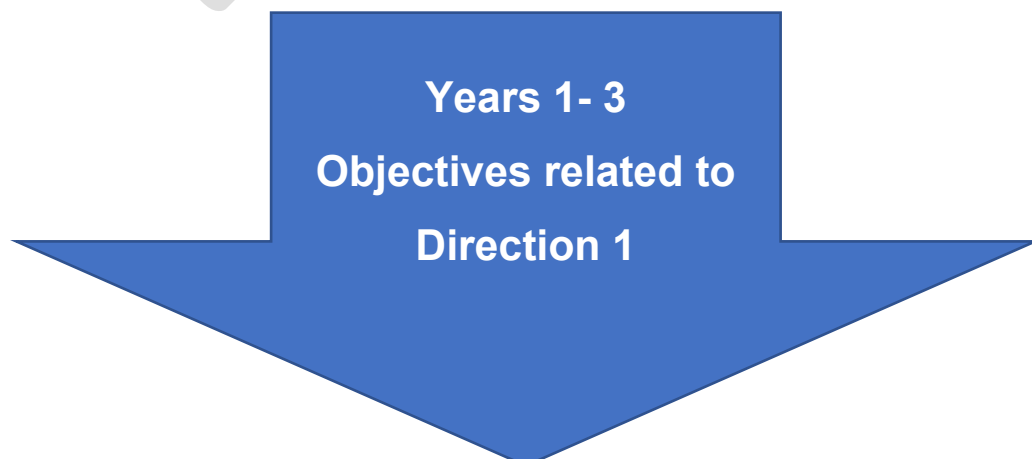 Years 1- 3
Objectives related to
Direction 1